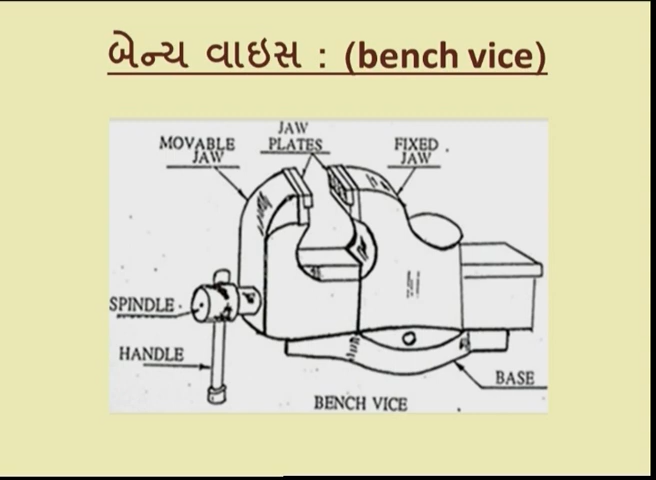 બેન્ચ વાઇસ : (bench vice)
JAW
MOVABLE PLATES FIXED
JAW JAW
SPINDLE
HANDLE
BASE
BENCH VICE